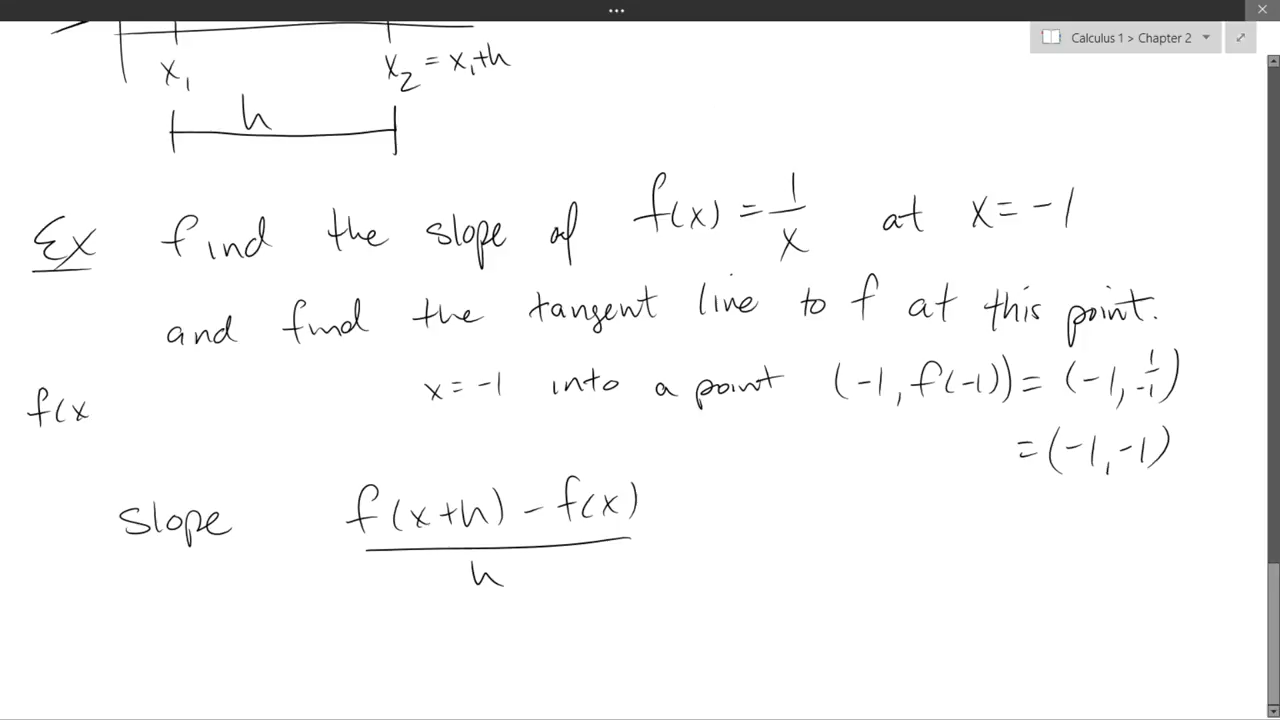 Calculus 1 > Chapter 2
x₁ x₂ = x₁+h
h
Ex find the slope of f(x) = 1/x at x = -1
and find the tangent line to f at this point.
x = -1 into a point (-1, f(-1)) = (-1, 1/-1)
f(x
= (-1, -1)
slope f(x+h) - f(x)
h